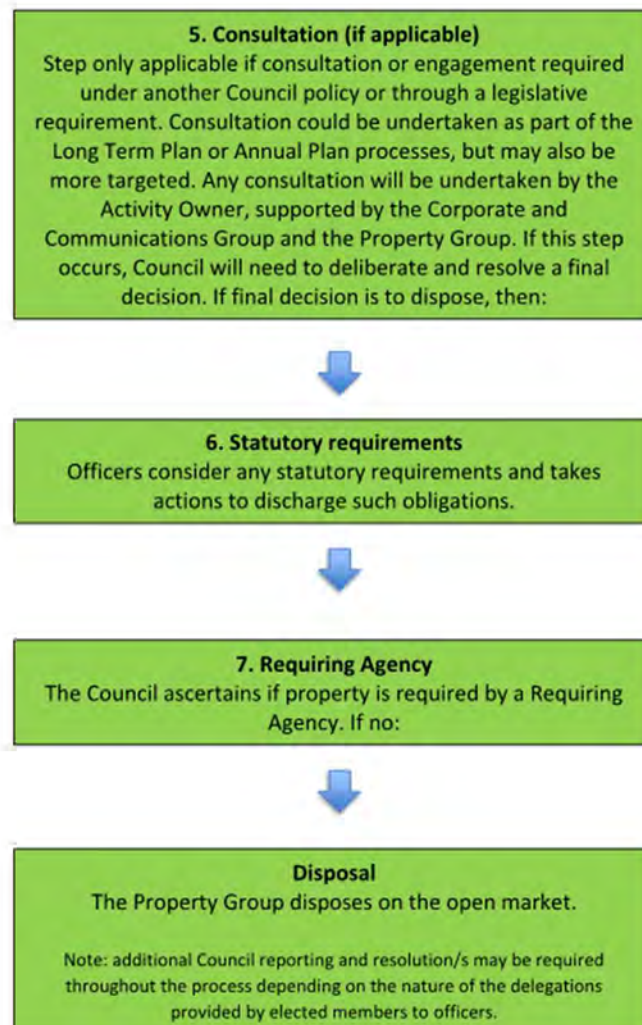 5. Consultation (if applicable)
Step only applicable if consultation or engagement required
under another Council policy or through a legislative
requirement. Consultation could be undertaken as part of the
Long Term Plan or Annual Plan processes, but may also be
more targeted. Any consultation will be undertaken by the
Activity Owner, supported by the Corporate and
Communications Group and the Property Group. If this step
occurs, Council will need to deliberate and resolve a final
decision. If final decision is to dispose, then:
6. Statutory requirements
Officers consider any statutory requirements and takes
actions to discharge such obligations.
7. Requiring Agency
The Council ascertains if property is required by a Requiring
Agency. If no:
Disposal
The Property Group disposes on the open market.
Note: additional Council reporting and resolution/s may be required
throughout the process depending on the nature of the delegations
provided by elected members to officers.